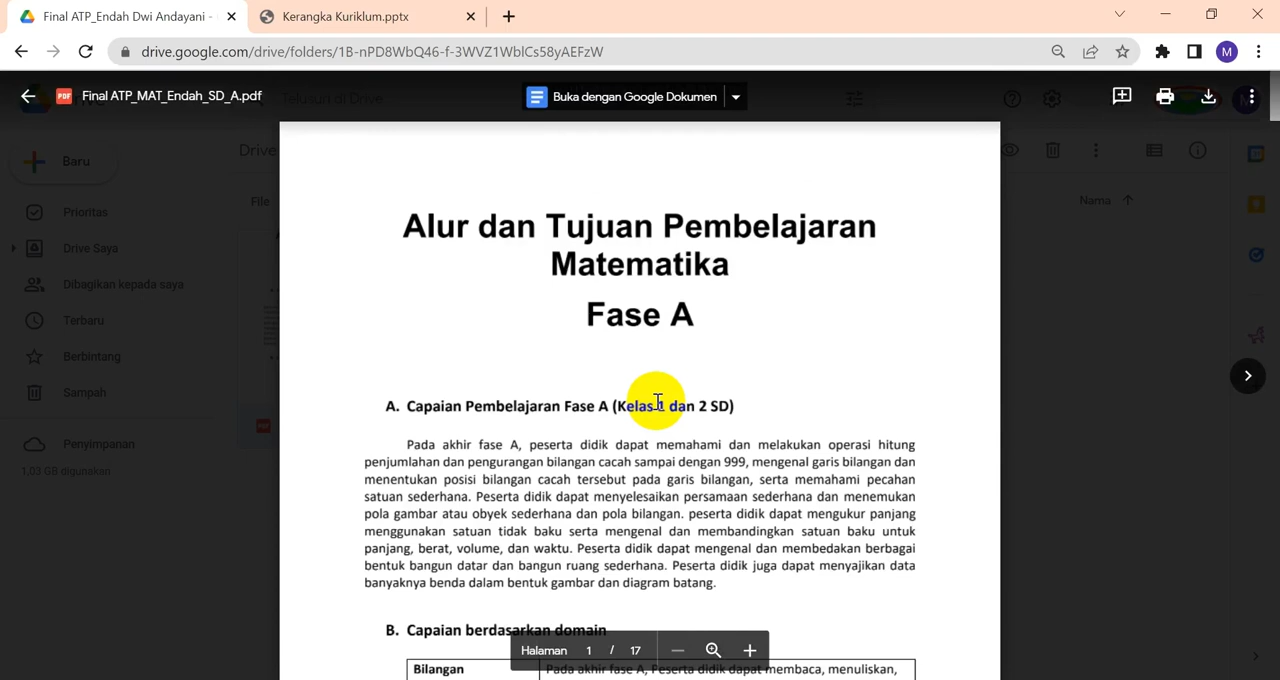 Final ATP_Endah Dwi Andayani -
Kerangka Kuriklum.pptx
drive.google.com/drive/folders/1B-nPD8WbQ46-f-3WVZ1WblCs58yAEFzW
M
PDF
Final ATP_MAT_Endah_SD_A.pdf
Telusuri di Drive
Buka dengan Google Dokumen
Baru
Drive
Prioritas
File
Nama
Drive Saya
Dibagikan kepada saya
Terbaru
Berbintang
Sampah
Penyimpanan
1,03 GB digunakan
Alur dan Tujuan Pembelajaran
Matematika
Fase A
A. Capaian Pembelajaran Fase A (Kelas 1 dan 2 SD)
Pada akhir fase A, peserta didik dapat memahami dan melakukan operasi hitung
penjumlahan dan pengurangan bilangan cacah sampai dengan 999, mengenal garis bilangan dan
menentukan posisi bilangan cacah tersebut pada garis bilangan, serta memahami pecahan
satuan sederhana. Peserta didik dapat menyelesaikan persamaan sederhana dan menemukan
pola gambar atau obyek sederhana dan pola bilangan. peserta didik dapat mengukur panjang
menggunakan satuan tidak baku serta mengenal dan membandingkan satuan baku untuk
panjang, berat, volume, dan waktu. Peserta didik dapat mengenal dan membedakan berbagai
bentuk bangun datar dan bangun ruang sederhana. Peserta didik juga dapat menyajikan data
banyaknya benda dalam bentuk gambar dan diagram batang.
B. Capaian berdasarkan domain
Halaman 1 / 17
Bilangan
Pada akhir fase A, Peserta didik dapat membaca, menuliskan,